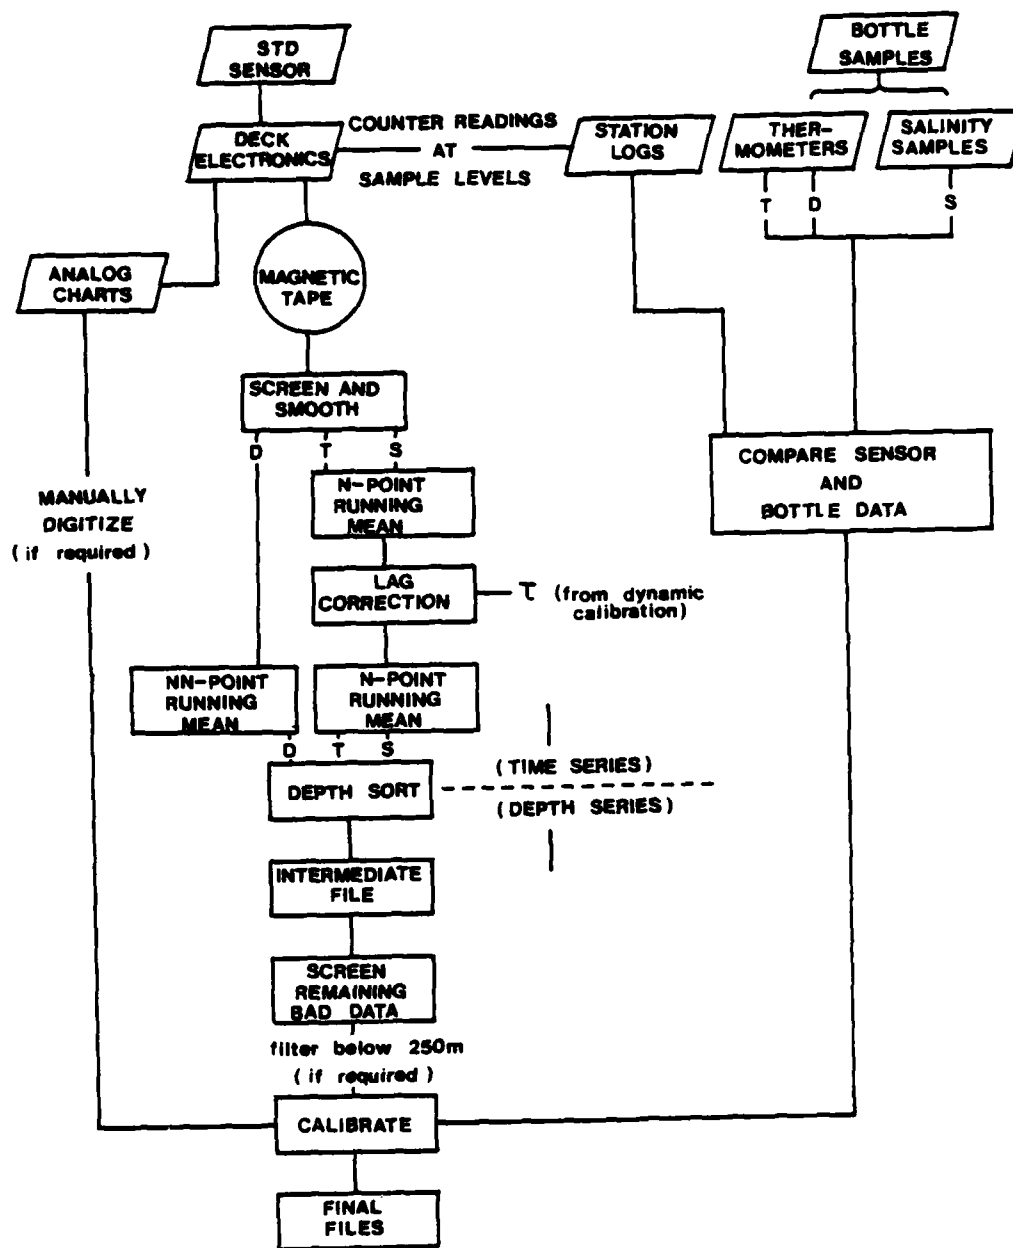 STD
SENSOR
BOTTLE
SAMPLES
DECK
ELECTRONICS
COUNTER READINGS
AT
SAMPLE LEVELS
STATION
LOGS
THER-
MOMETERS
SALINITY
SAMPLES
T D S
ANALOG
CHARTS
MAGNETIC
TAPE
SCREEN AND
SMOOTH
D T S
MANUALLY
DIGITIZE
(if required)
N-POINT
RUNNING
MEAN
COMPARE SENSOR
AND
BOTTLE DATA
LAG
CORRECTION
τ (from dynamic
calibration)
NN-POINT
RUNNING
MEAN
N-POINT
RUNNING
MEAN
D T S
DEPTH SORT
(TIME SERIES)
(DEPTH SERIES)
INTERMEDIATE
FILE
SCREEN
REMAINING
BAD DATA
filter below 250m
(if required)
CALIBRATE
FINAL
FILES